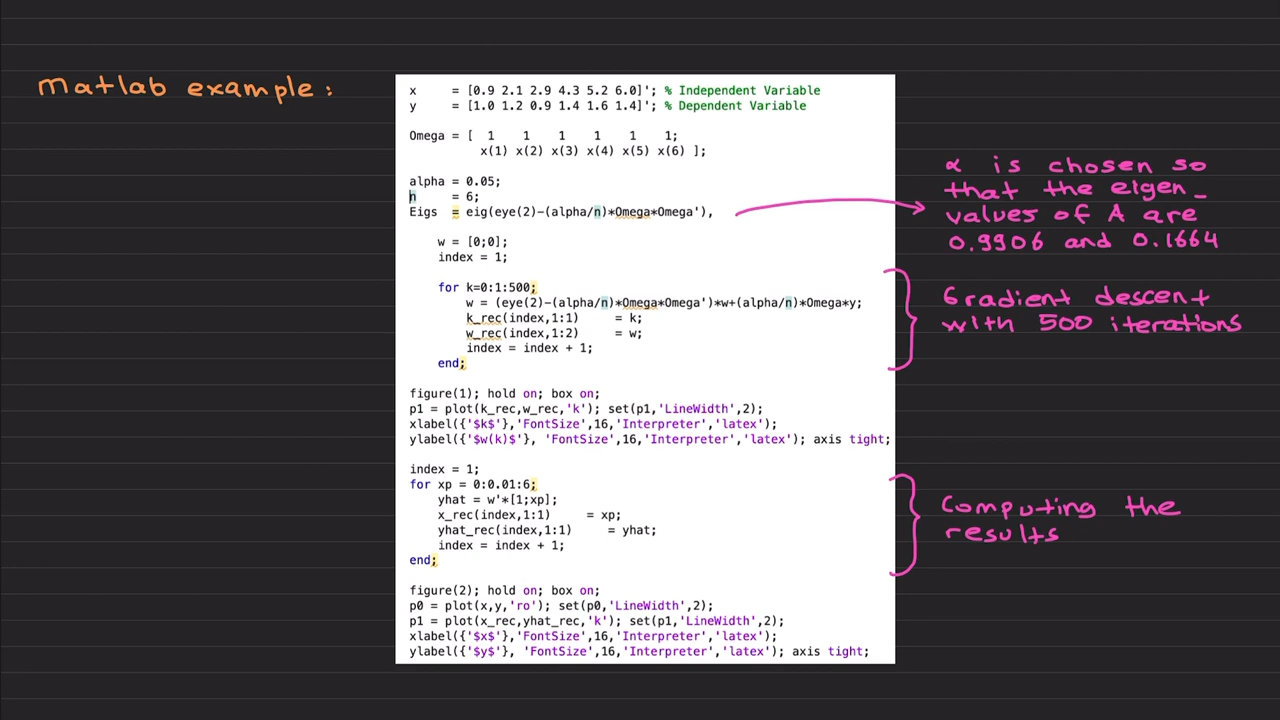 Matlab example:
x      = [0.9 2.1 2.9 4.3 5.2 6.0]'; % Independent Variable
y      = [1.0 1.2 0.9 1.4 1.6 1.4]'; % Dependent Variable
Omega = [  1    1    1    1    1    1;
          x(1) x(2) x(3) x(4) x(5) x(6) ];
alpha = 0.05;
n     = 6;
Eigs  = eig(eye(2)-(alpha/n)*Omega*Omega'),
α is chosen so
that the eigen_
values of A are
0.9906 and 0.1664
    w = [0;0];
    index = 1;
    for k=0:1:500;
        w = (eye(2)-(alpha/n)*Omega*Omega')*w+(alpha/n)*Omega*y;
        k_rec(index,1:1)     = k;
        w_rec(index,1:2)     = w;
        index = index + 1;
    end;
Gradient descent
with 500 iterations
figure(1); hold on; box on;
p1 = plot(k_rec,w_rec,'k'); set(p1,'LineWidth',2);
xlabel({'$k$'},'FontSize',16,'Interpreter','latex');
ylabel({'$w(k)$'}, 'FontSize',16,'Interpreter','latex'); axis tight;
index = 1;
for xp = 0:0.01:6;
    yhat = w'*[1;xp];
    x_rec(index,1:1)     = xp;
    yhat_rec(index,1:1)     = yhat;
    index = index + 1;
end;
Computing the
results
figure(2); hold on; box on;
p0 = plot(x,y,'ro'); set(p0,'LineWidth',2);
p1 = plot(x_rec,yhat_rec,'k'); set(p1,'LineWidth',2);
xlabel({'$x$'},'FontSize',16,'Interpreter','latex');
ylabel({'$y$'}, 'FontSize',16,'Interpreter','latex'); axis tight;